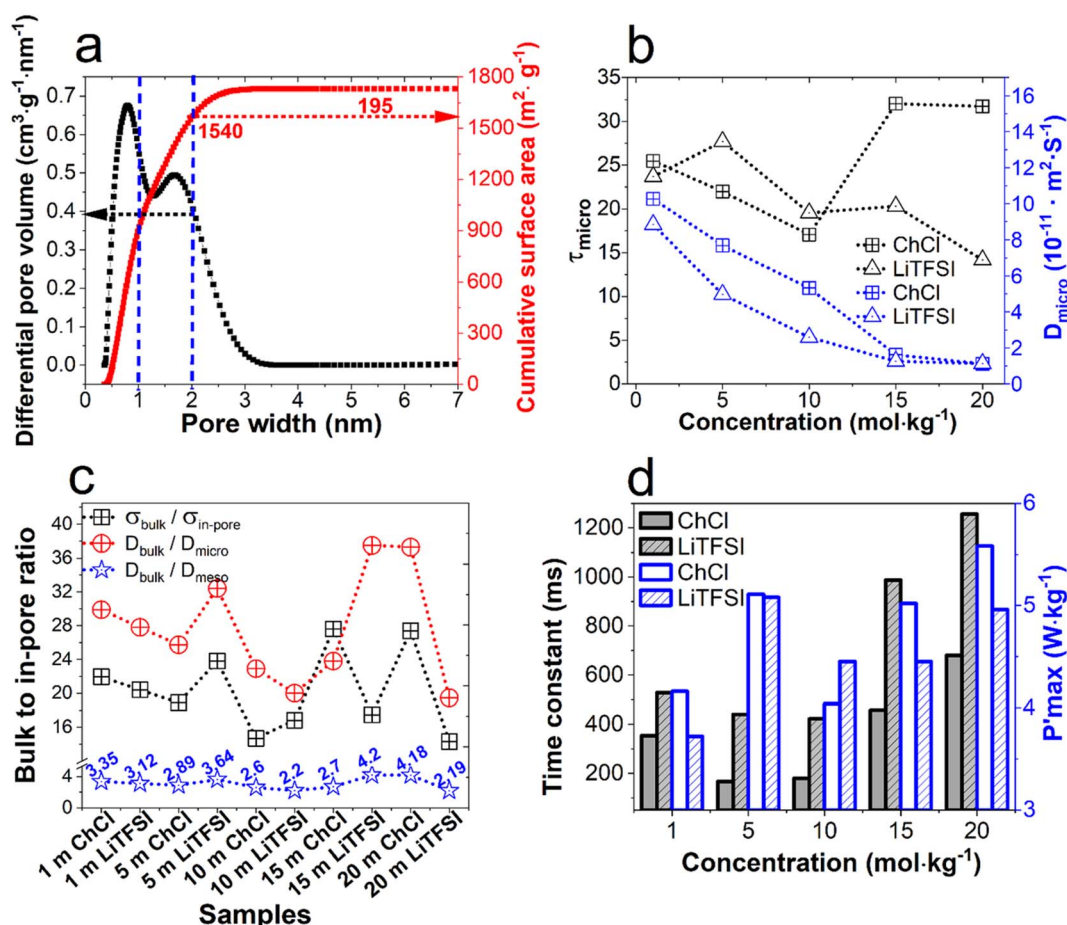 a
Differential pore volume (cm³·g⁻¹·nm⁻¹)
0.7
0.6
0.5
0.4
0.3
0.2
0.1
0.0
1540
195
1800
1500
1200
900
600
300
0
Cumulative surface area (m²· g⁻¹)
0 1 2 3 4 5 6 7
Pore width (nm)
b
τmicro
35
30
25
20
15
10
5
0
ChCl
LiTFSI
ChCl
LiTFSI
16
14
12
10
8
6
4
2
0
Dmicro (10⁻¹¹ · m²·S⁻¹)
0 5 10 15 20
Concentration (mol·kg⁻¹)
c
Bulk to in-pore ratio
40
36
32
28
24
20
16
4
0
σbulk / σin-pore
Dbulk / Dmicro
Dbulk / Dmeso
3.35
3.12
2.89
3.64
2.6
2.2
2.7
4.2
4.18
2.19
1 m ChCl
1 m LiTFSI
5 m ChCl
5 m LiTFSI
10 m ChCl
10 m LiTFSI
15 m ChCl
15 m LiTFSI
20 m ChCl
20 m LiTFSI
Samples
d
Time constant (ms)
1200
1000
800
600
400
200
ChCl
LiTFSI
ChCl
LiTFSI
6
5
4
3
P'max (W·kg⁻¹)
1 5 10 15 20
Concentration (mol·kg⁻¹)